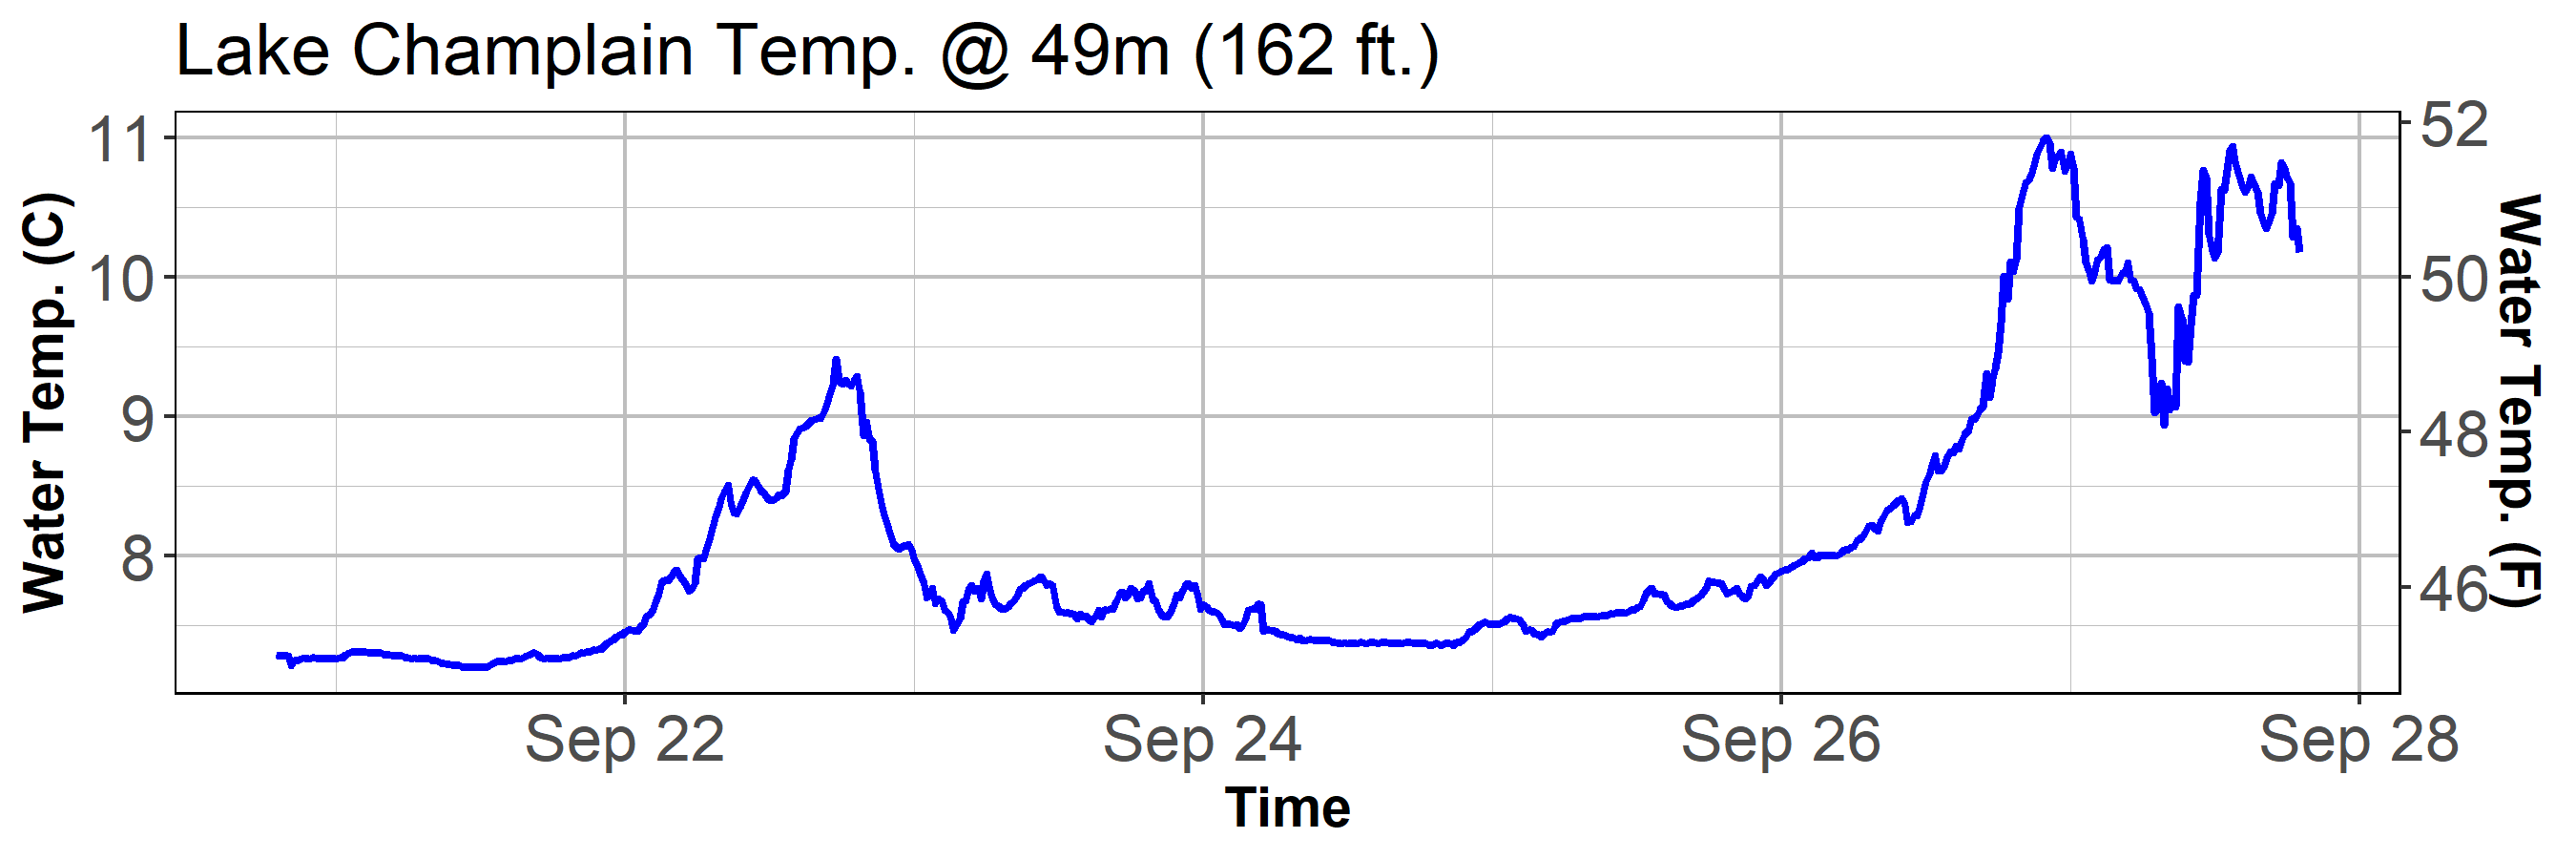 Lake Champlain Temp. @ 49m (162 ft.)
Water Temp. (C)
11
10
9
8
52
50
48
46
Water Temp. (F)
Sep 22
Sep 24
Sep 26
Sep 28
Time